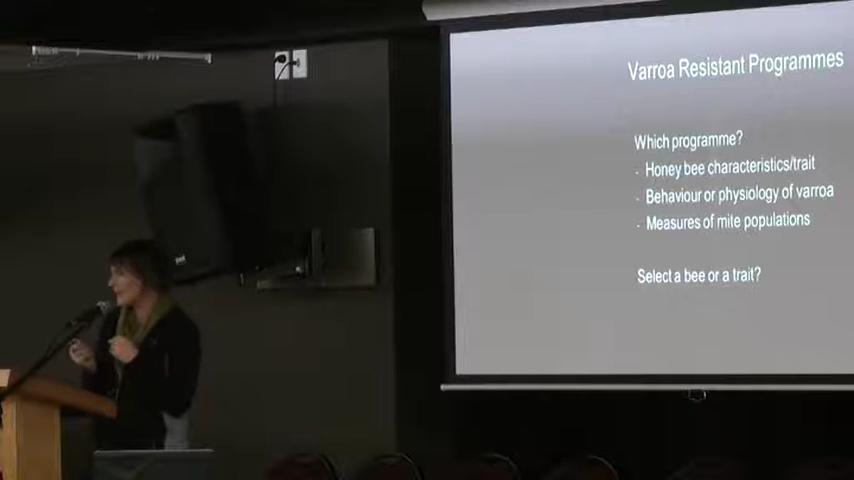 Varroa Resistant Programmes
Which programme?
- Honey bee characteristics/trait
- Behaviour or physiology of varroa
- Measures of mite populations
Select a bee or a trait?